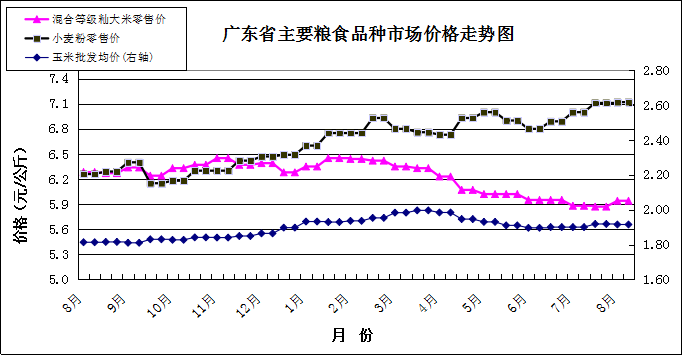 混合等级籼大米零售价
小麦粉零售价
玉米批发均价(右轴)
广东省主要粮食品种市场价格走势图
7.4
7.1
6.8
6.5
6.2
5.9
5.6
5.3
5.0
2.80
2.60
2.40
2.20
2.00
1.80
1.60
价格（元/公斤）
8月
9月
10月
11月
12月
1月
2月
3月
4月
5月
6月
7月
8月
月 份